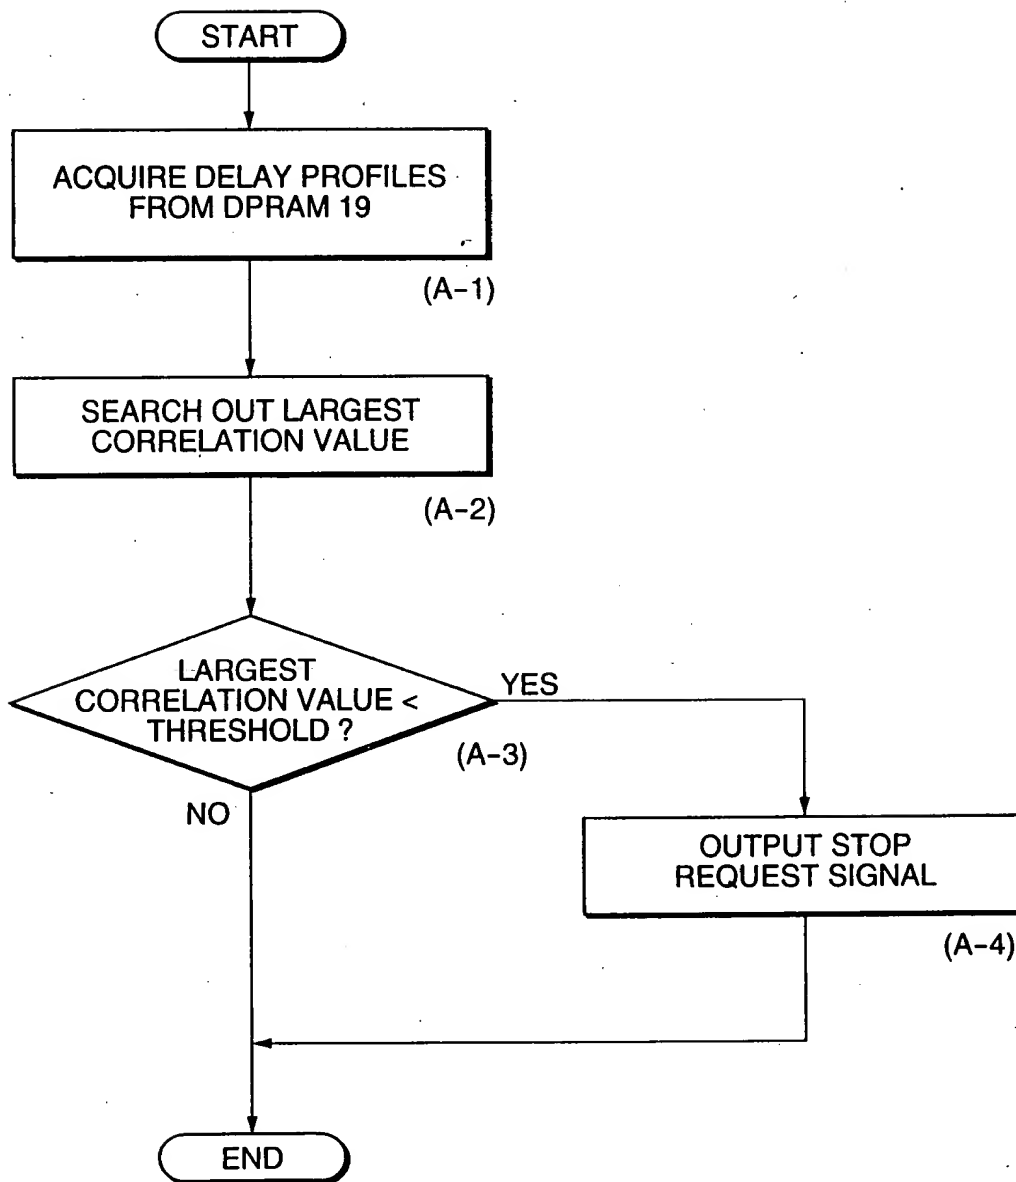 START
ACQUIRE DELAY PROFILES
FROM DPRAM 19
(A-1)
SEARCH OUT LARGEST
CORRELATION VALUE
(A-2)
LARGEST
CORRELATION VALUE <
THRESHOLD ?
YES
(A-3)
NO
OUTPUT STOP
REQUEST SIGNAL
(A-4)
END